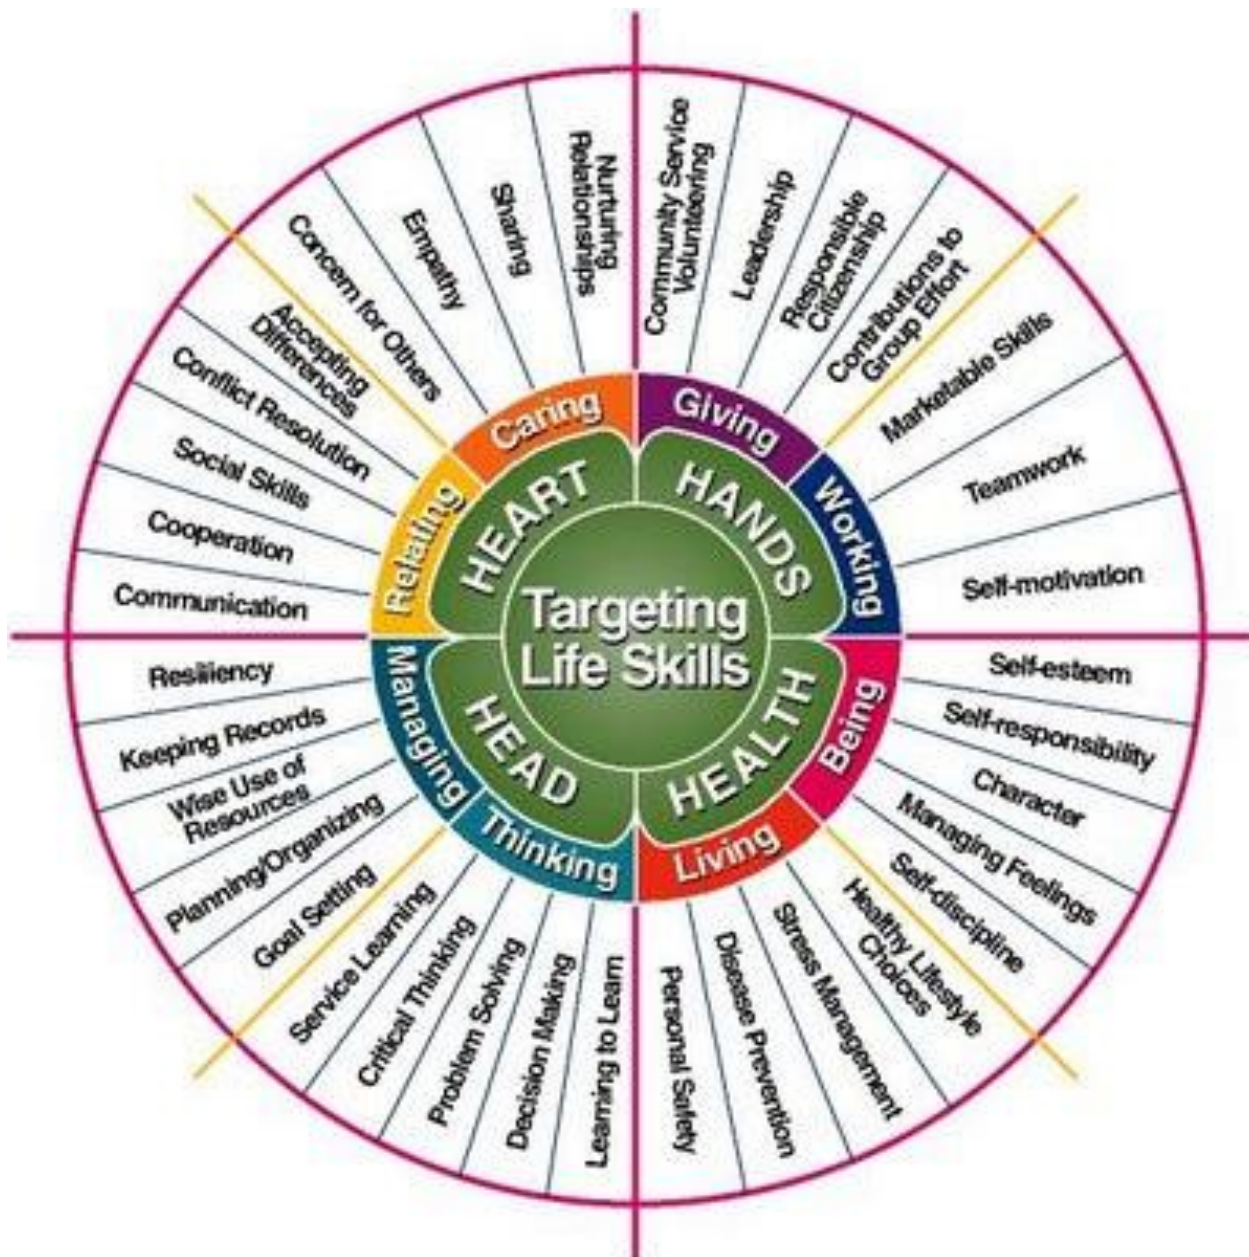 Targeting
Life Skills
HEART
HANDS
HEALTH
HEAD
Caring
Giving
Working
Being
Living
Thinking
Managing
Relating
Nurturing
Relationships
Sharing
Empathy
Concern for Others
Community Service
Volunteering
Leadership
Responsible
Citizenship
Contributions to
Group Effort
Marketable Skills
Teamwork
Self-motivation
Self-esteem
Self-responsibility
Character
Managing Feelings
Self-discipline
Healthy Lifestyle
Choices
Stress Management
Disease Prevention
Personal Safety
Learning to Learn
Decision Making
Problem Solving
Critical Thinking
Service Learning
Goal Setting
Planning/Organizing
Wise Use of
Resources
Keeping Records
Resiliency
Communication
Cooperation
Social Skills
Conflict Resolution
Accepting
Differences